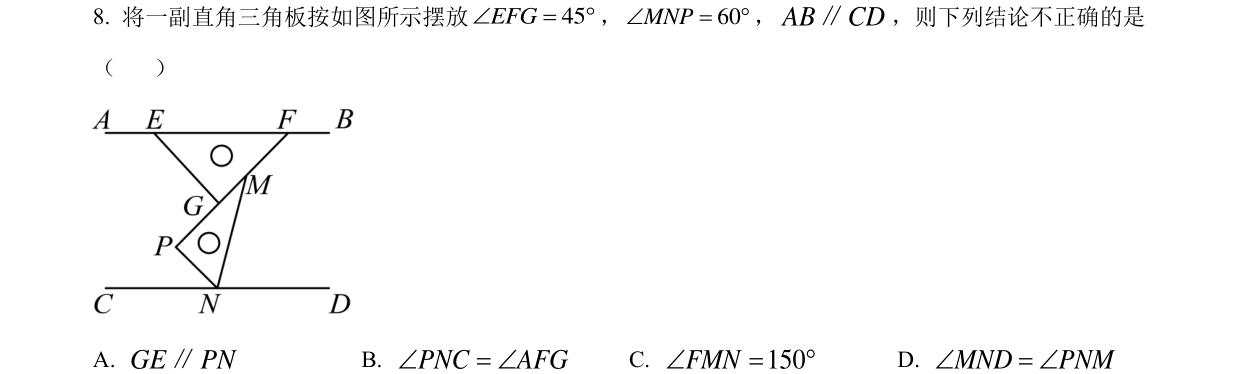 8. 将一副直角三角板按如图所示摆放∠EFG = 45°，∠MNP = 60°，AB // CD，则下列结论不正确的是
（ ）
A E F B
M
G
P
C N D
A. GE // PN B. ∠PNC = ∠AFG C. ∠FMN = 150° D. ∠MND = ∠PNM